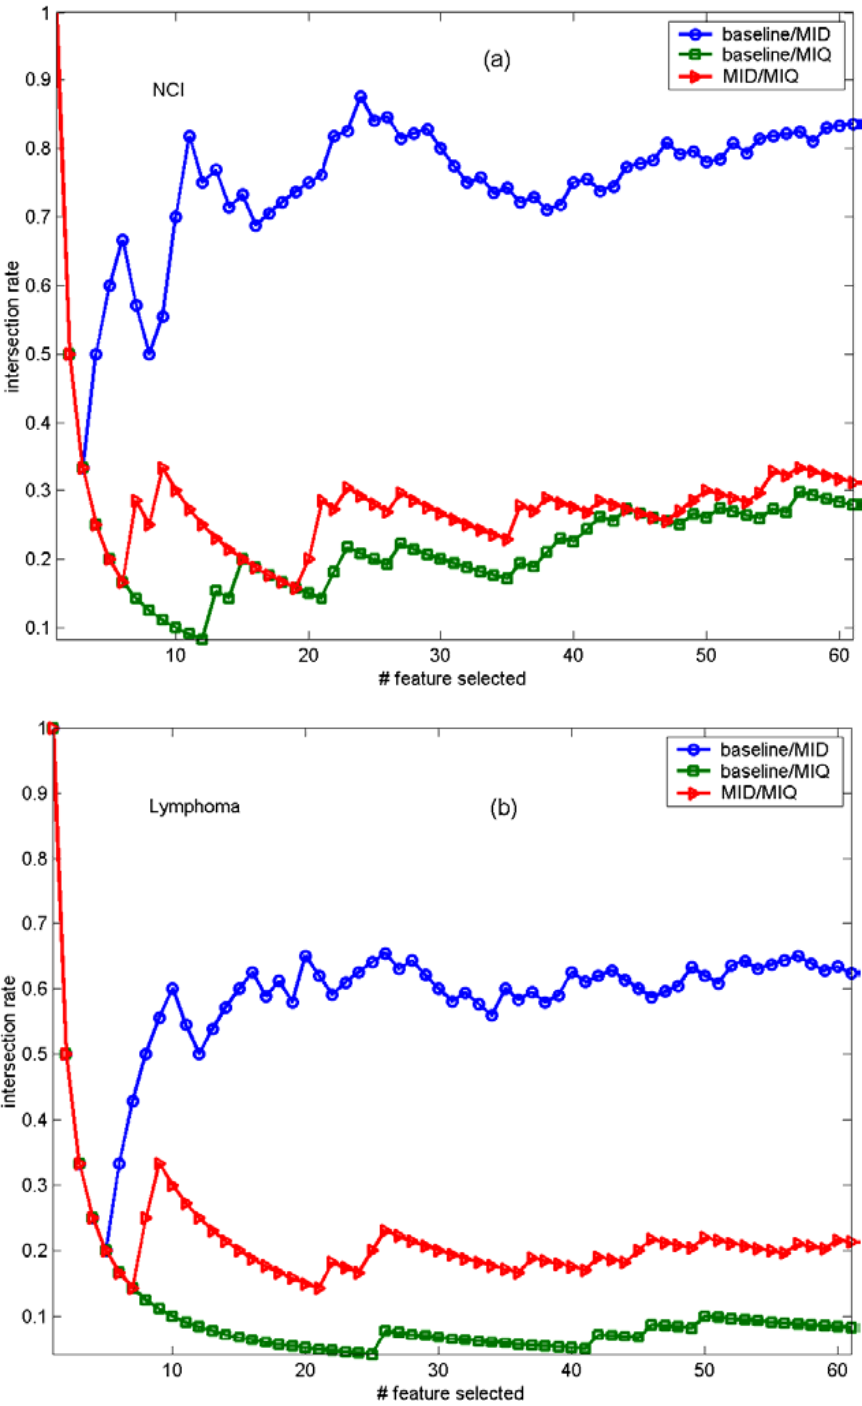 1
0.9
0.8
0.7
0.6
0.5
0.4
0.3
0.2
0.1
intersection rate
NCI
(a)
baseline/MID
baseline/MIQ
MID/MIQ
10 20 30 40 50 60
# feature selected
1
0.9
0.8
0.7
0.6
0.5
0.4
0.3
0.2
0.1
intersection rate
Lymphoma
(b)
baseline/MID
baseline/MIQ
MID/MIQ
10 20 30 40 50 60
# feature selected